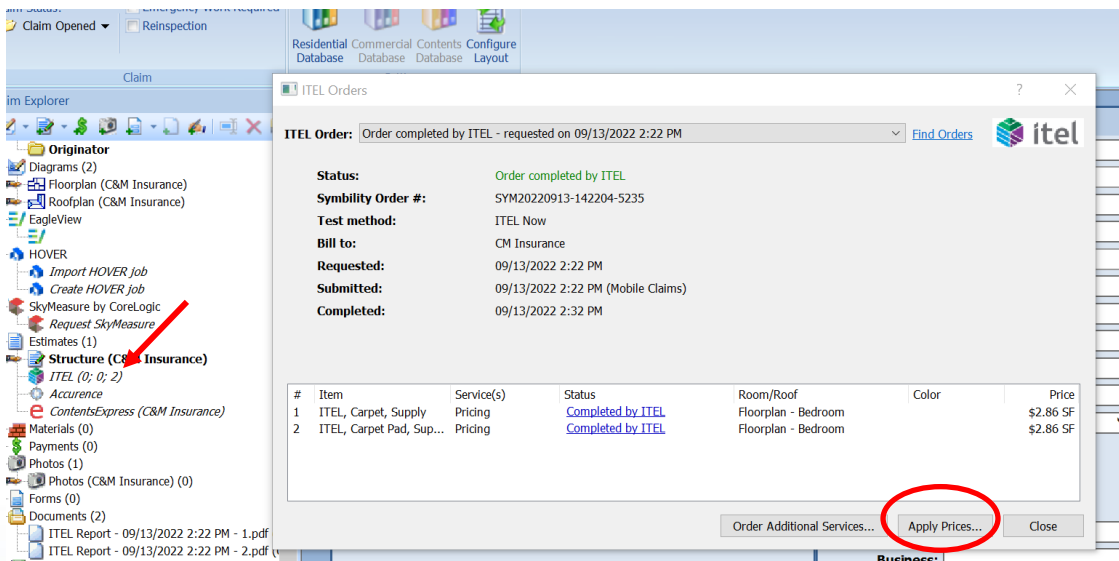 im Status:
Emergency Work Required
Claim Opened
Reinspection
Residential Database
Commercial Database
Contents Database
Configure Layout
Claim
im Explorer
Originator
Diagrams (2)
Floorplan (C&M Insurance)
Roofplan (C&M Insurance)
EagleView
HOVER
Import HOVER job
Create HOVER job
SkyMeasure by CoreLogic
Request SkyMeasure
Estimates (1)
Structure (C&M Insurance)
ITEL (0; 0; 2)
Accurence
ContentsExpress (C&M Insurance)
Materials (0)
Payments (0)
Photos (1)
Photos (C&M Insurance) (0)
Forms (0)
Documents (2)
ITEL Report - 09/13/2022 2:22 PM - 1.pdf
ITEL Report - 09/13/2022 2:22 PM - 2.pdf (
ITEL Orders
ITEL Order: Order completed by ITEL - requested on 09/13/2022 2:22 PM Find Orders
itel
Status: Order completed by ITEL
Symbility Order #: SYM20220913-142204-5235
Test method: ITEL Now
Bill to: CM Insurance
Requested: 09/13/2022 2:22 PM
Submitted: 09/13/2022 2:22 PM (Mobile Claims)
Completed: 09/13/2022 2:32 PM
# Item Service(s) Status Room/Roof Color Price
1 ITEL, Carpet, Supply Pricing Completed by ITEL Floorplan - Bedroom $2.86 SF
2 ITEL, Carpet Pad, Sup... Pricing Completed by ITEL Floorplan - Bedroom $2.86 SF
Order Additional Services... Apply Prices... Close
Business: